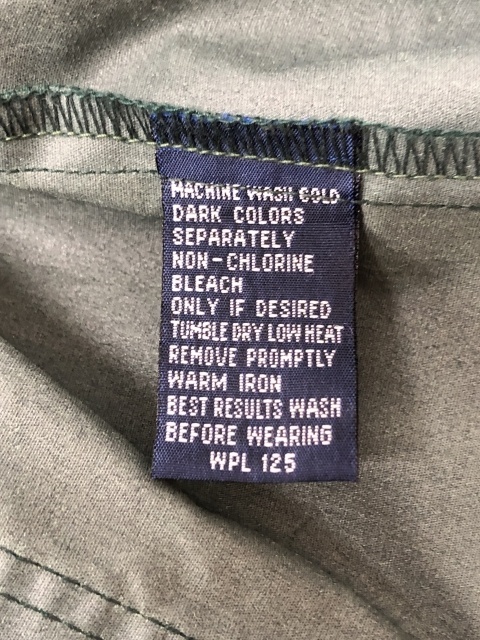 MACHINE WASH COLD
DARK COLORS
SEPARATELY
NON-CHLORINE
BLEACH
ONLY IF DESIRED
TUMBLE DRY LOW HEAT
REMOVE PROMPTLY
WARM IRON
BEST RESULTS WASH
BEFORE WEARING
WPL 125